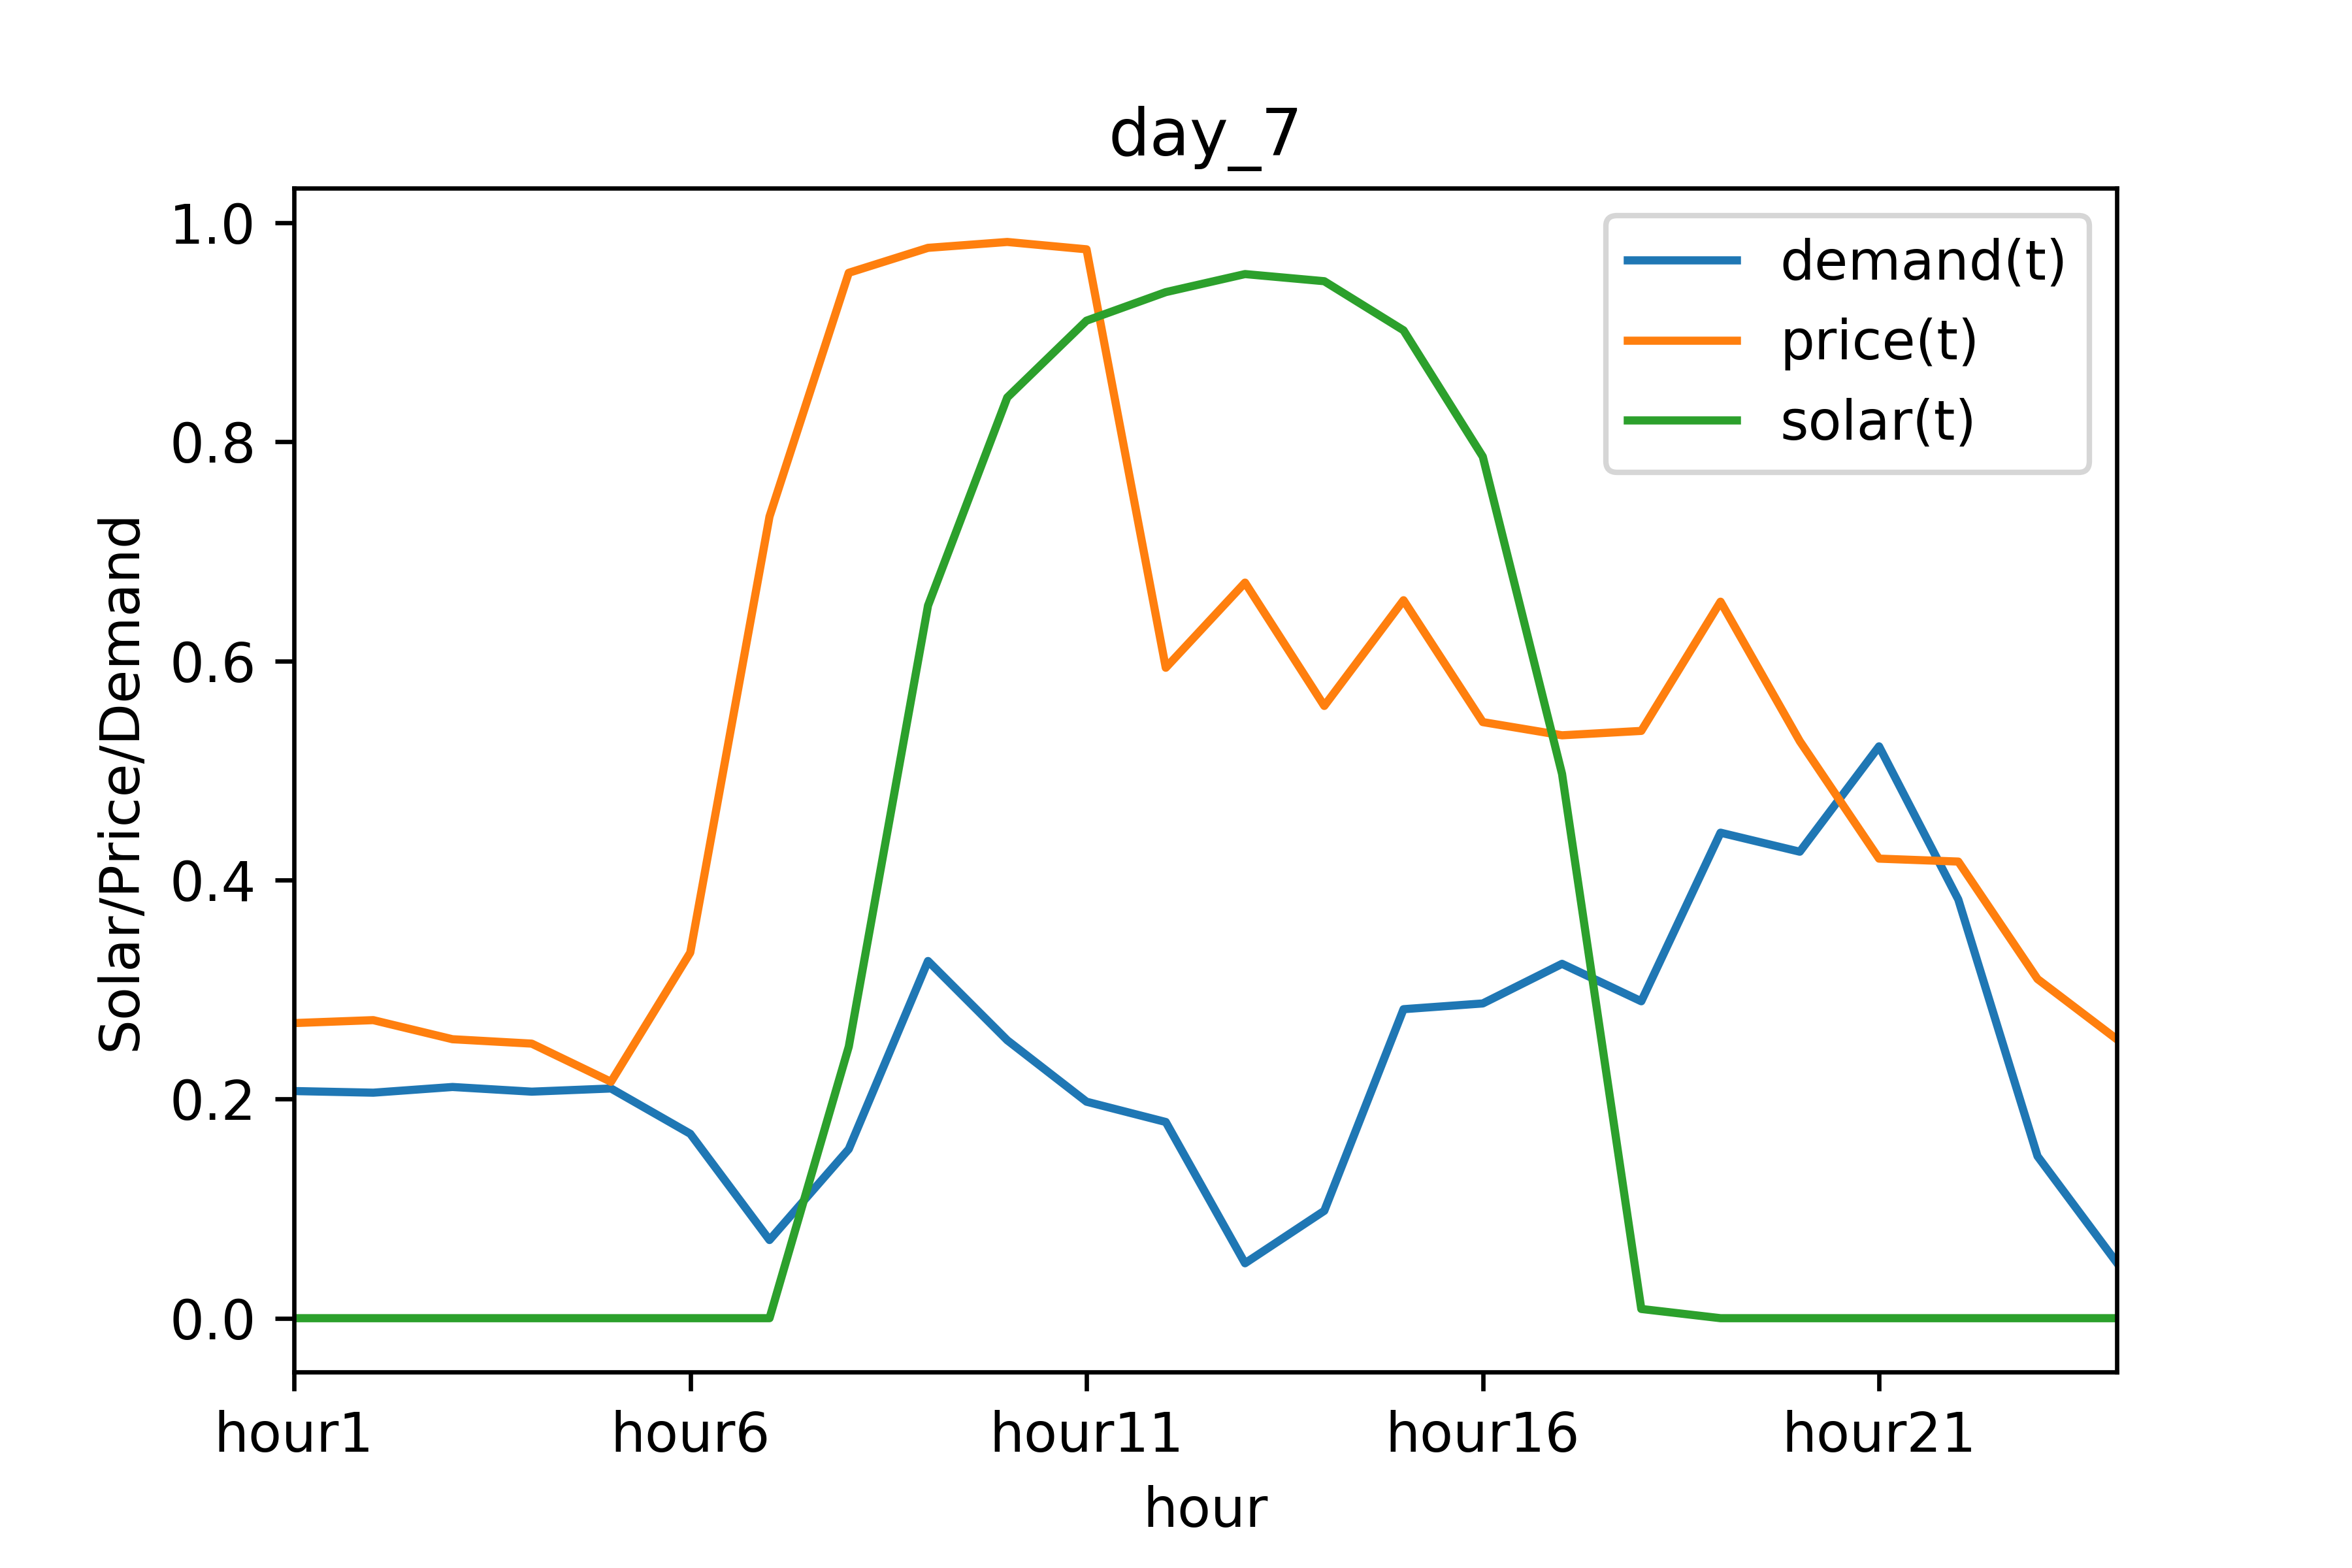 day_7
1.0
0.8
0.6
0.4
0.2
0.0
Solar/Price/Demand
demand(t)
price(t)
solar(t)
hour1 hour6 hour11 hour16 hour21
hour